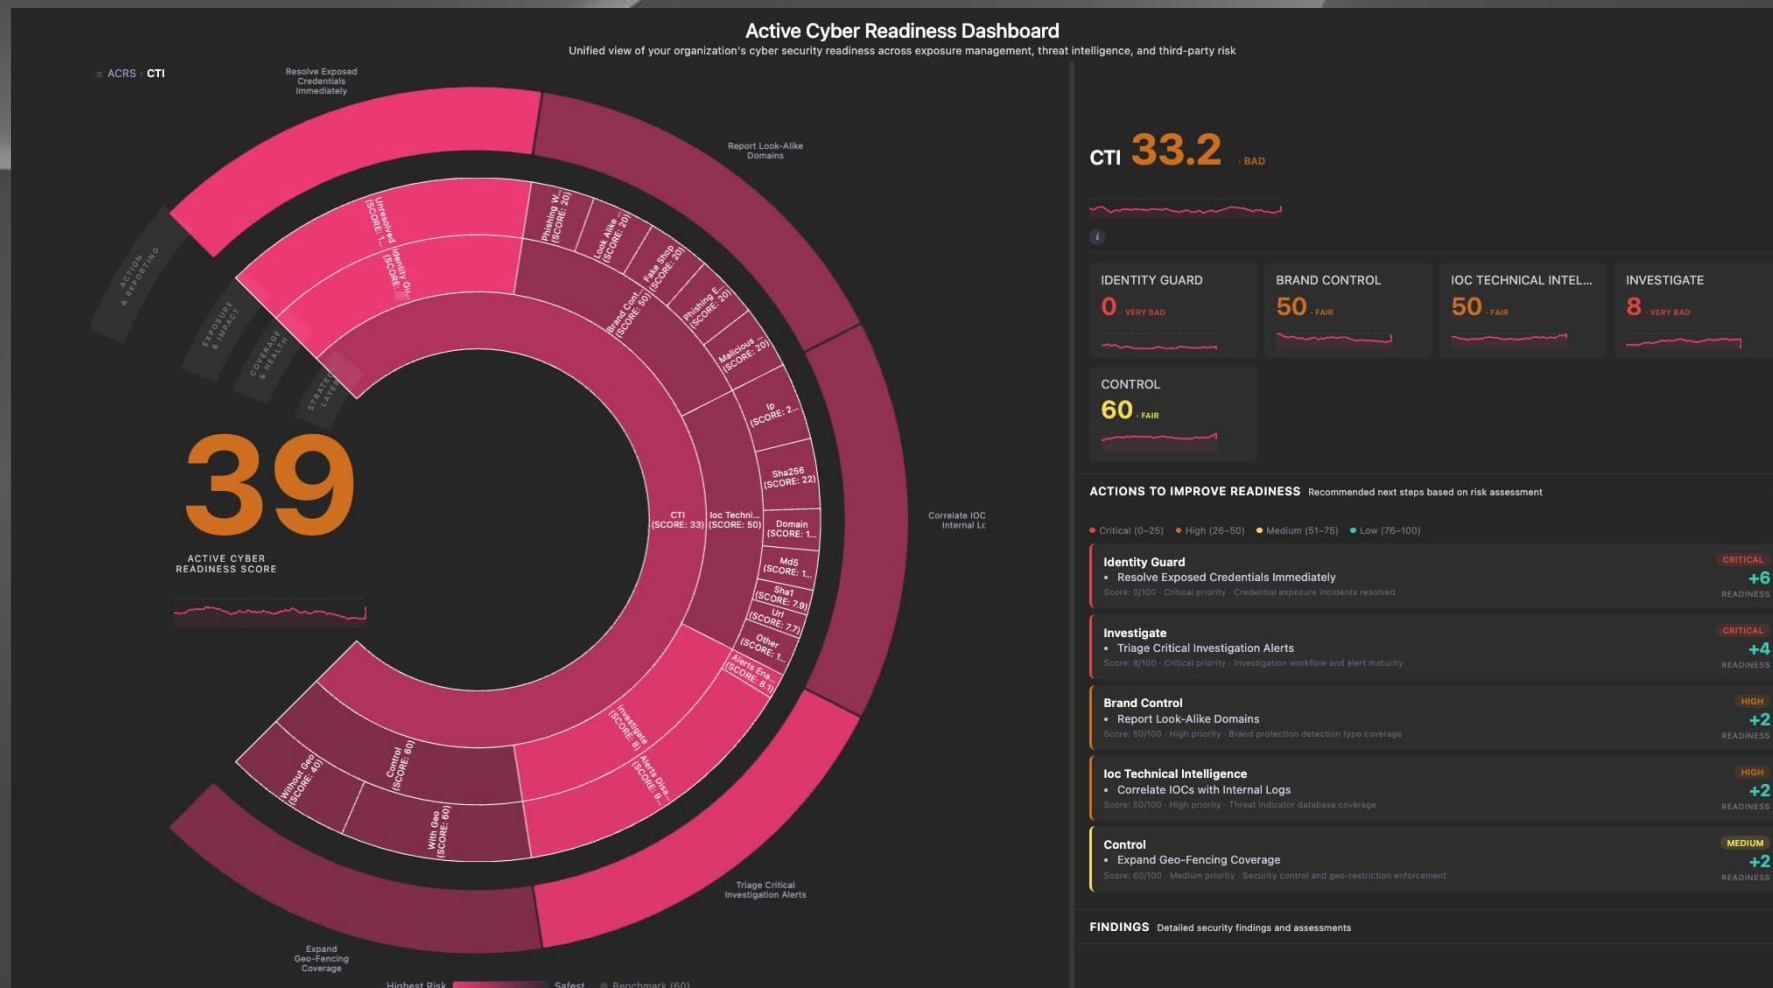 Active Cyber Readiness Dashboard
Unified view of your organization's cyber security readiness across exposure management, threat intelligence, and third-party risk
ACRS › CTI
Resolve Exposed
Credentials
Immediately
Report Look-Alike
Domains
Correlate IOC
Internal Lc
Triage Critical
Investigation Alerts
Expand
Geo-Fencing
Coverage
ACTION
& REPORTING
EXPOSURE
& IMPACT
COVERAGE
& HEALTH
STRATEG
LAYER
Unresolved
(SCORE: 1...
Identity Gu...
(SCORE:
Phishing W...
(SCORE: 20)
Look Alike ...
(SCORE: 20)
Fake Shop
(SCORE: 20)
Phishing E...
(SCORE: 20)
Malicious ...
(SCORE: 20)
Brand Cont...
(SCORE: 50)
Ip
(SCORE: 2...
Sha256
(SCORE: 22)
Domain
(SCORE: 1...
Md5
(SCORE: 1...
Sha1
(SCORE: 7.9)
Url
(SCORE: 7.7)
Other
(SCORE: 1...
CTI
(SCORE: 33)
Ioc Techni...
(SCORE: 50)
Alerts Ena...
(SCORE: 8.1)
Investigate
(SCORE: 8)
Alerts Disa...
(SCORE: 9...
Control
(SCORE: 60)
Without Geo
(SCORE: 40)
With Geo
(SCORE: 60)
39
ACTIVE CYBER
READINESS SCORE
Highest Risk Safest Benchmark (60)
CTI 33.2 · BAD
i
IDENTITY GUARD
0 · VERY BAD
BRAND CONTROL
50 · FAIR
IOC TECHNICAL INTEL...
50 · FAIR
INVESTIGATE
8 · VERY BAD
CONTROL
60 · FAIR
ACTIONS TO IMPROVE READINESS Recommended next steps based on risk assessment
Critical (0–25) High (26–50) Medium (51–75) Low (76–100)
Identity Guard
• Resolve Exposed Credentials Immediately
Score: 0/100 · Critical priority · Credential exposure incidents resolved
CRITICAL
+6
READINESS
Investigate
• Triage Critical Investigation Alerts
Score: 8/100 · Critical priority · Investigation workflow and alert maturity
CRITICAL
+4
READINESS
Brand Control
• Report Look-Alike Domains
Score: 50/100 · High priority · Brand protection detection type coverage
HIGH
+2
READINESS
Ioc Technical Intelligence
• Correlate IOCs with Internal Logs
Score: 50/100 · High priority · Threat indicator database coverage
HIGH
+2
READINESS
Control
• Expand Geo-Fencing Coverage
Score: 60/100 · Medium priority · Security control and geo-restriction enforcement
MEDIUM
+2
READINESS
FINDINGS Detailed security findings and assessments